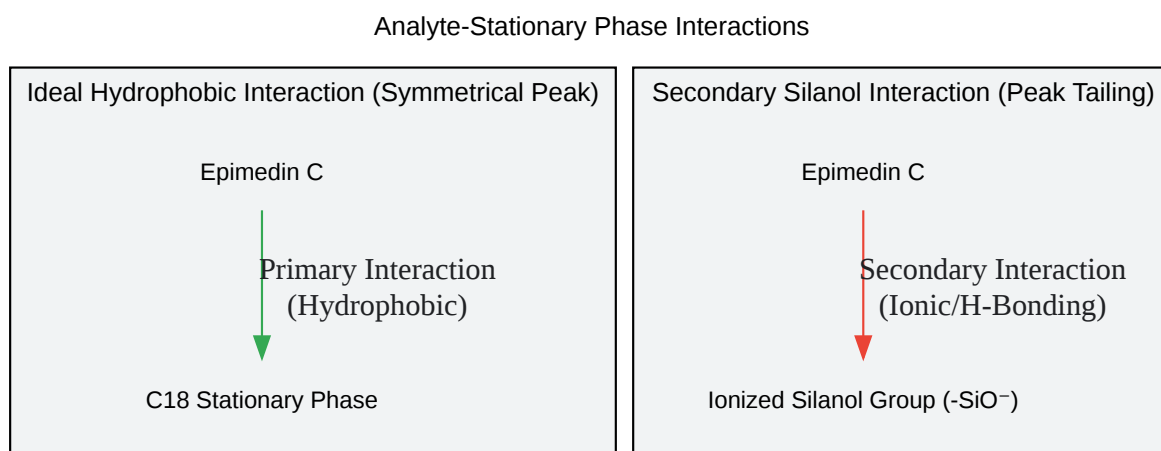 Analyte-Stationary Phase Interactions
Ideal Hydrophobic Interaction (Symmetrical Peak)
Epimedin C
Primary Interaction
(Hydrophobic)
C18 Stationary Phase
Secondary Silanol Interaction (Peak Tailing)
Epimedin C
Secondary Interaction
(Ionic/H-Bonding)
Ionized Silanol Group (-SiO⁻)